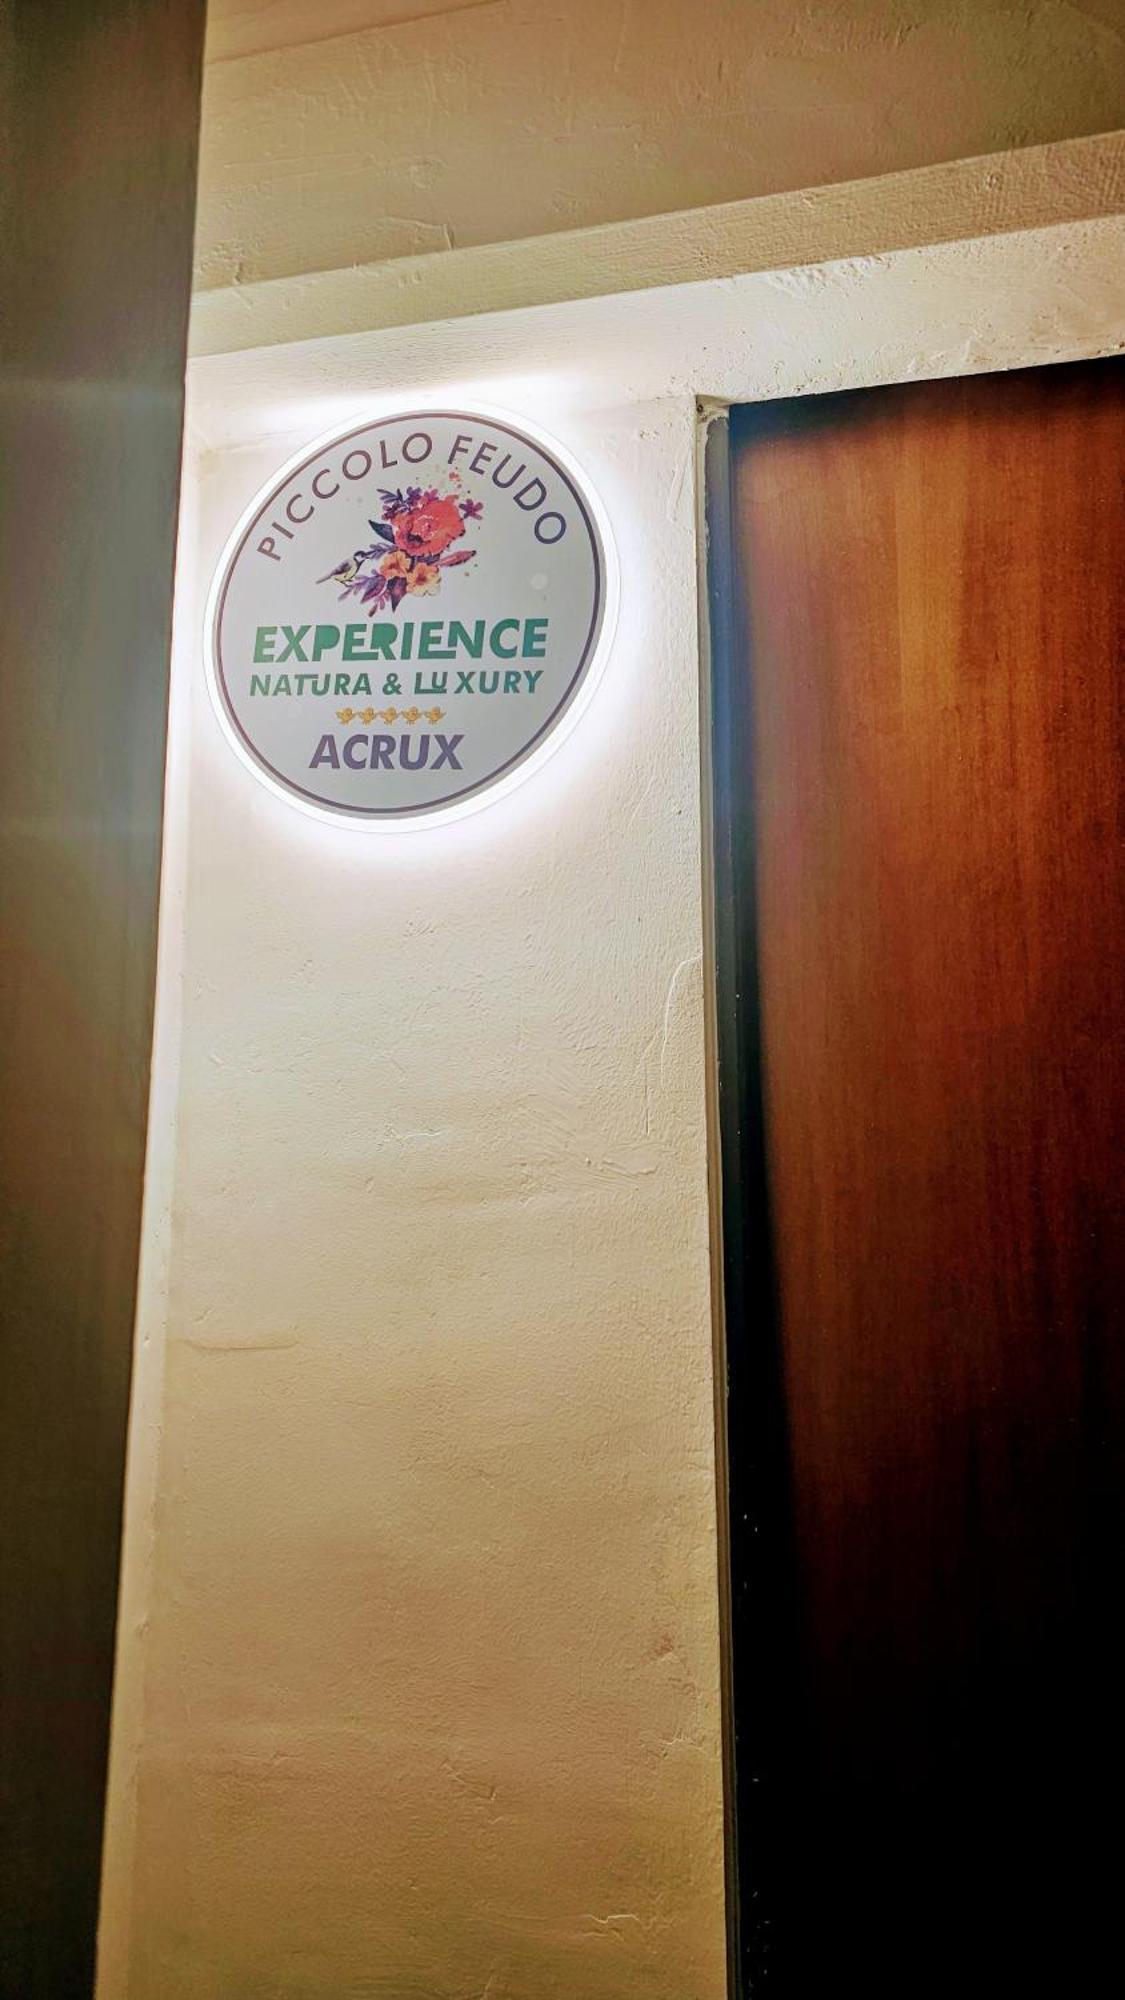 PICCOLO FEUDO
EXPERIENCE
NATURA & LUXURY
ACRUX